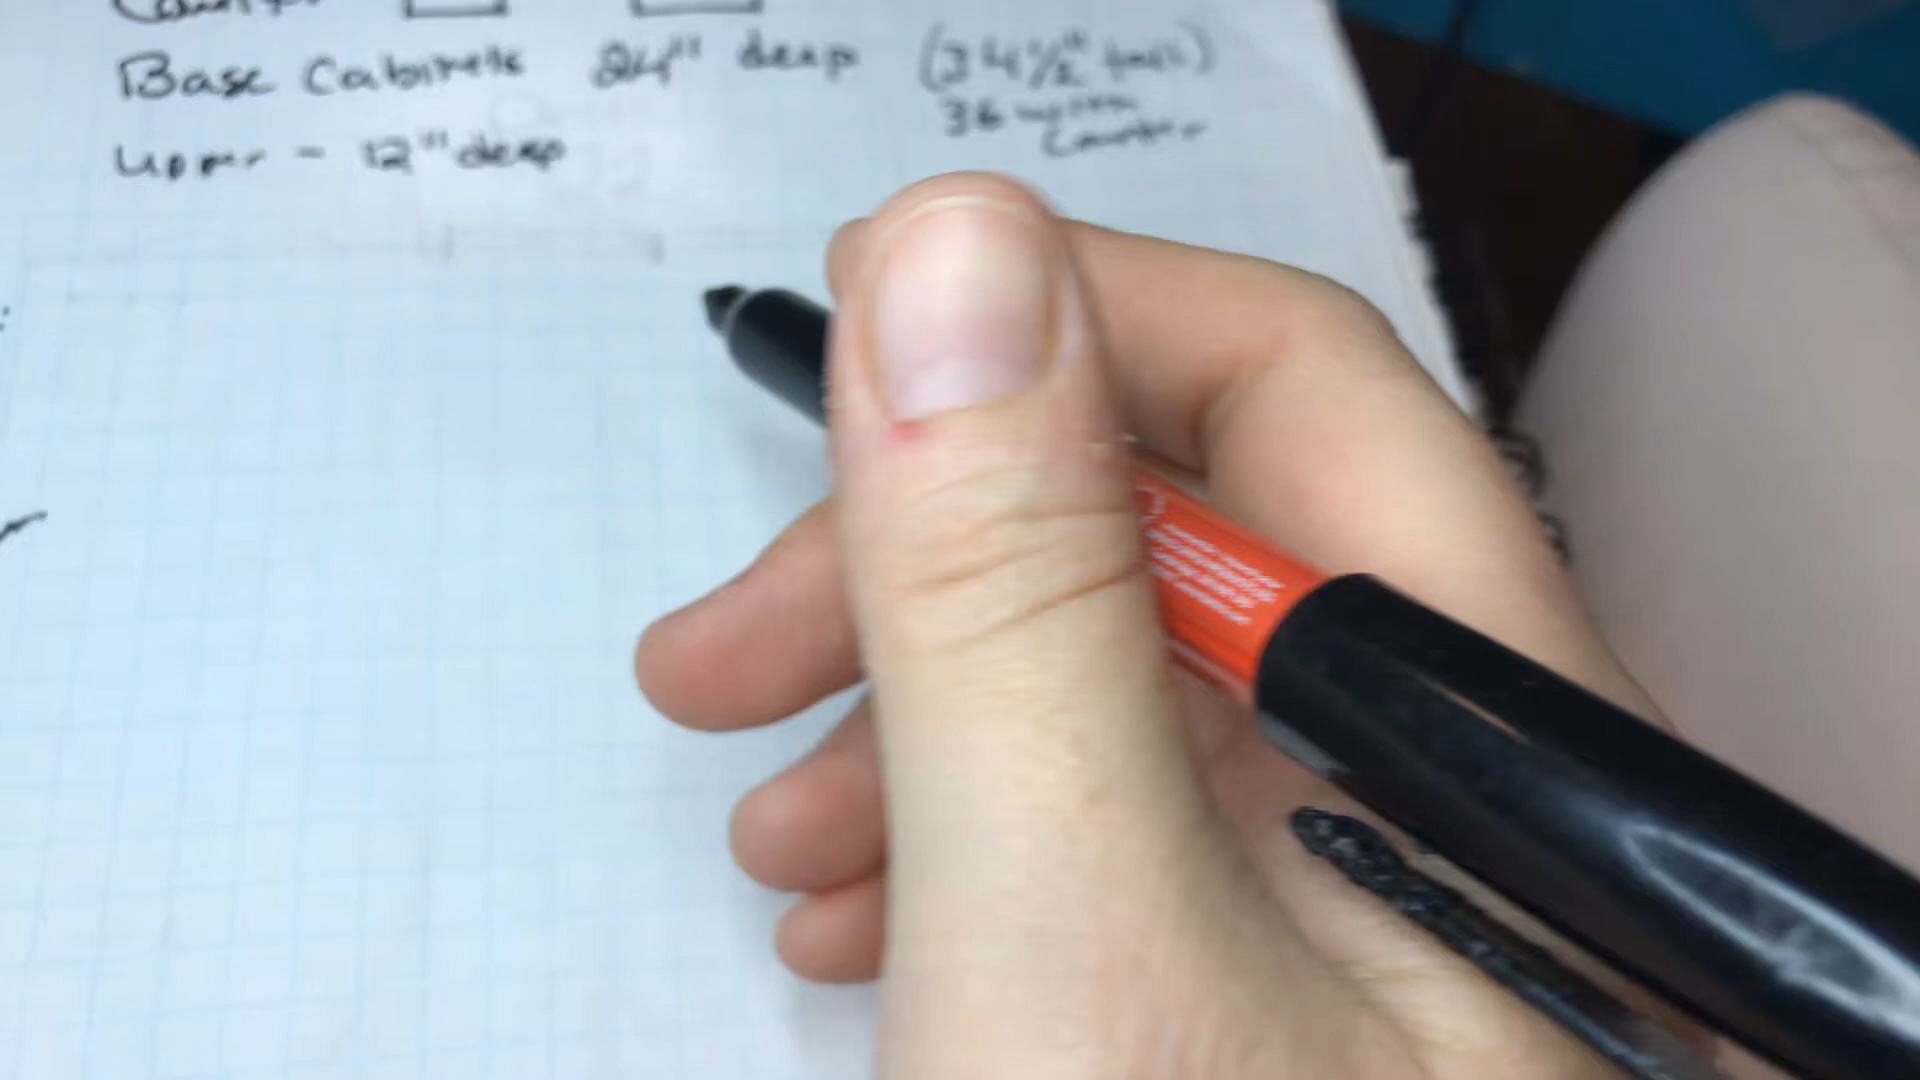 Base Cabinets 24" deep (34 1/2" tall)
36 with
Counter
Upper - 12" deep